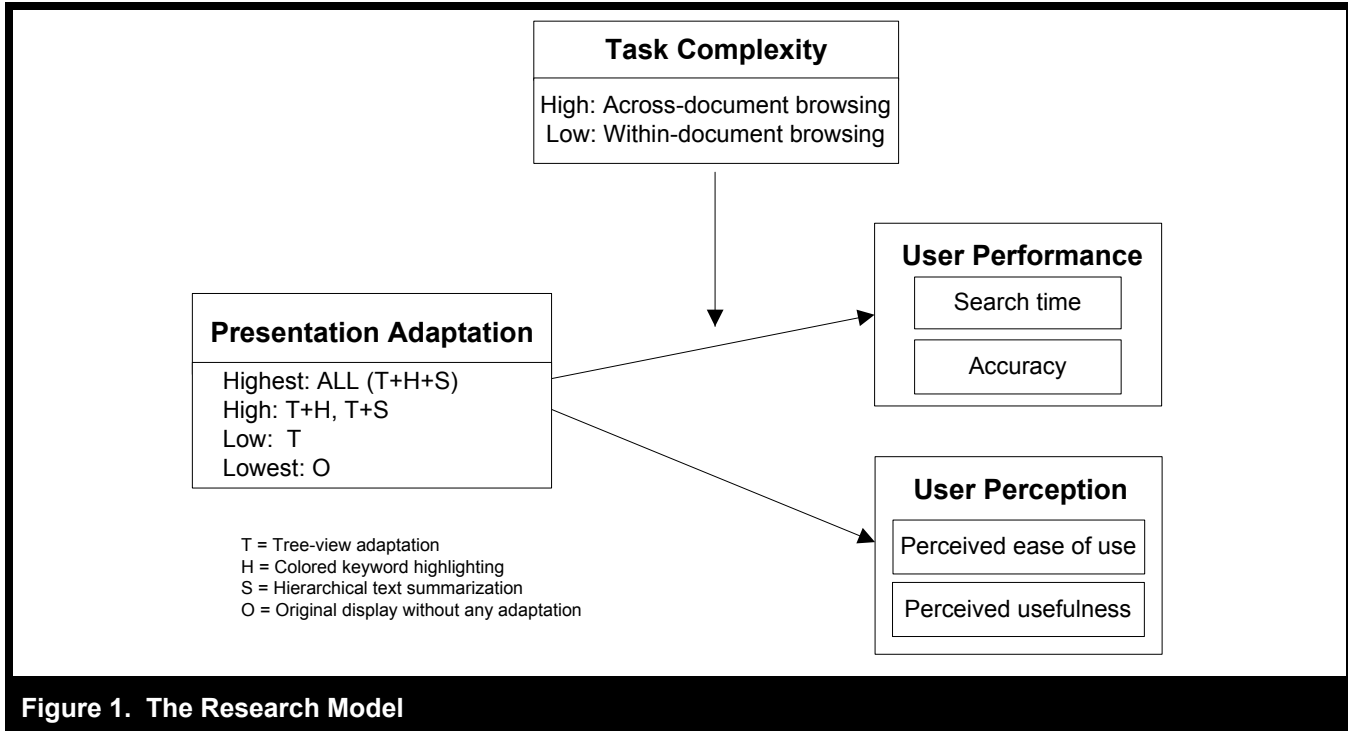 Task Complexity
High: Across-document browsing
Low: Within-document browsing
User Performance
Search time
Accuracy
Presentation Adaptation
Highest: ALL (T+H+S)
High: T+H, T+S
Low: T
Lowest: O
User Perception
Perceived ease of use
Perceived usefulness
T = Tree-view adaptation
H = Colored keyword highlighting
S = Hierarchical text summarization
O = Original display without any adaptation
Figure 1. The Research Model